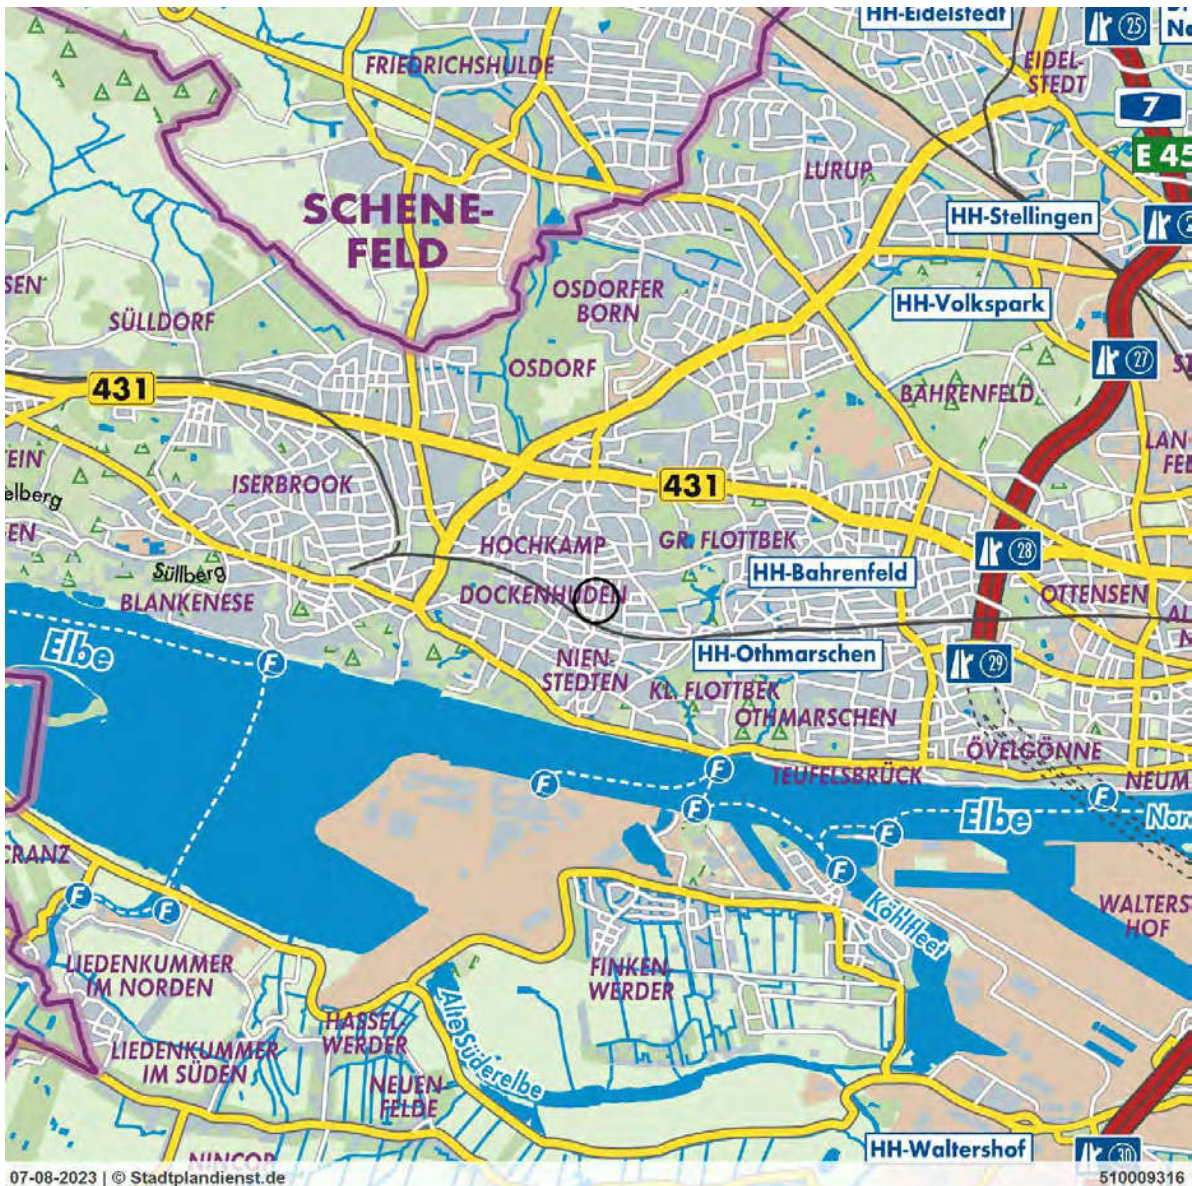 HH-Eidelstedt
25
FRIEDRICHSHULDE
EIDEL-
STEDT
7
E 45
LURUP
SCHENE-
FELD
HH-Stellingen
OSDORFER
BORN
HH-Volkspark
SÜLLDORF
27
OSDORF
431
BAHRENFELD
431
ISERBROOK
HOCHKAMP
GR. FLOTTBEK
28
HH-Bahrenfeld
Süllberg
BLANKENESE
DOCKENHUDEN
OTTENSEN
Elbe
F
NIEN-
STEDTEN
HH-Othmarschen
29
KL. FLOTTBEK
OTHMARSCHEN
ÖVELGÖNNE
TEUFELSBRÜCK
F
F
F
F
F
F
Elbe
F
F
Köhlfleet
LIEDENKUMMER
IM NORDEN
FINKEN-
WERDER
HOF
Alte Süderelbe
HASSEL-
WERDER
LIEDENKUMMER
IM SÜDEN
NEUEN-
FELDE
HH-Waltershof
30
NINCOP
07-08-2023 | © Stadtplandienst.de
510009316